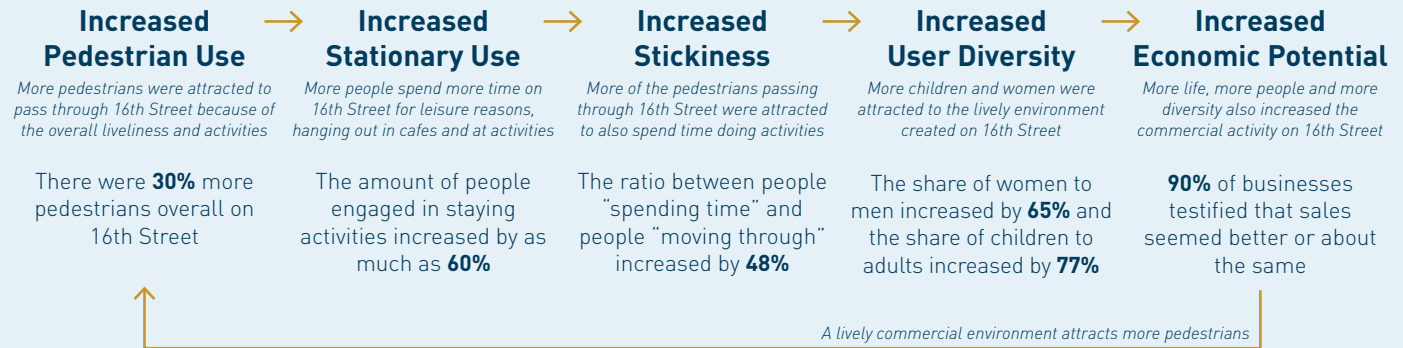 Increased
Pedestrian Use
More pedestrians were attracted to
pass through 16th Street because of
the overall liveliness and activities
There were 30% more
pedestrians overall on
16th Street
Increased
Stationary Use
More people spend more time on
16th Street for leisure reasons,
hanging out in cafes and at activities
The amount of people
engaged in staying
activities increased by as
much as 60%
Increased
Stickiness
More of the pedestrians passing
through 16th Street were attracted
to also spend time doing activities
The ratio between people
“spending time” and
people “moving through”
increased by 48%
Increased
User Diversity
More children and women were
attracted to the lively environment
created on 16th Street
The share of women to
men increased by 65% and
the share of children to
adults increased by 77%
Increased
Economic Potential
More life, more people and more
diversity also increased the
commercial activity on 16th Street
90% of businesses
testified that sales
seemed better or about
the same
A lively commercial environment attracts more pedestrians